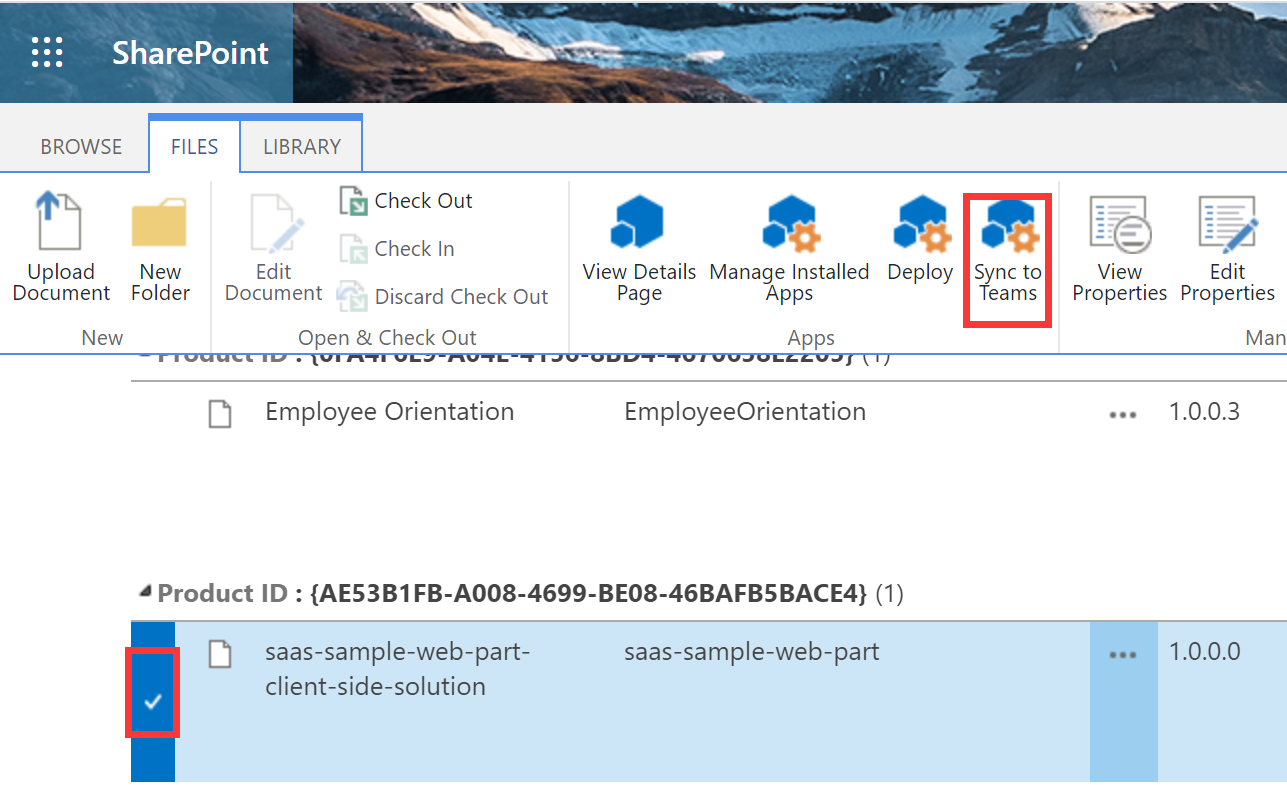 SharePoint
BROWSE
FILES
LIBRARY
Upload
Document
New
Folder
New
Edit
Document
Check Out
Check In
Discard Check Out
Open & Check Out
View Details
Page
Manage Installed
Apps
Deploy
Sync to
Teams
Apps
View
Properties
Edit
Properties
Man
Product ID : 
(1)
Employee Orientation EmployeeOrientation ••• 1.0.0.3
Product ID : {AE53B1FB-A008-4699-BE08-46BAFB5BACE4} (1)
saas-sample-web-part- saas-sample-web-part ••• 1.0.0.0
client-side-solution